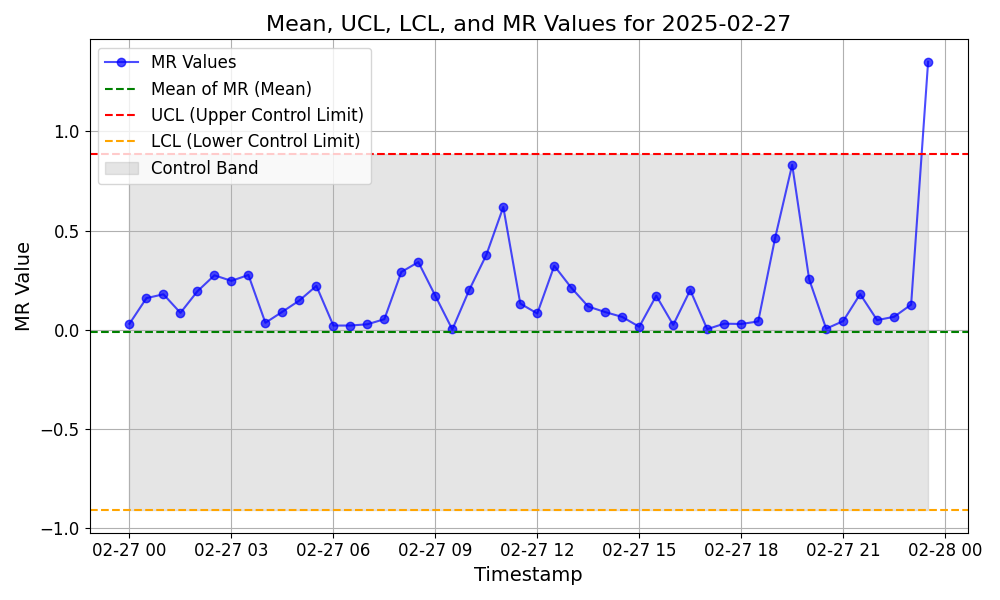 Mean, UCL, LCL, and MR Values for 2025-02-27
MR Values
Mean of MR (Mean)
UCL (Upper Control Limit)
LCL (Lower Control Limit)
Control Band
MR Value
1.0
0.5
0.0
−0.5
−1.0
02-27 00 02-27 03 02-27 06 02-27 09 02-27 12 02-27 15 02-27 18 02-27 21 02-28 00
Timestamp